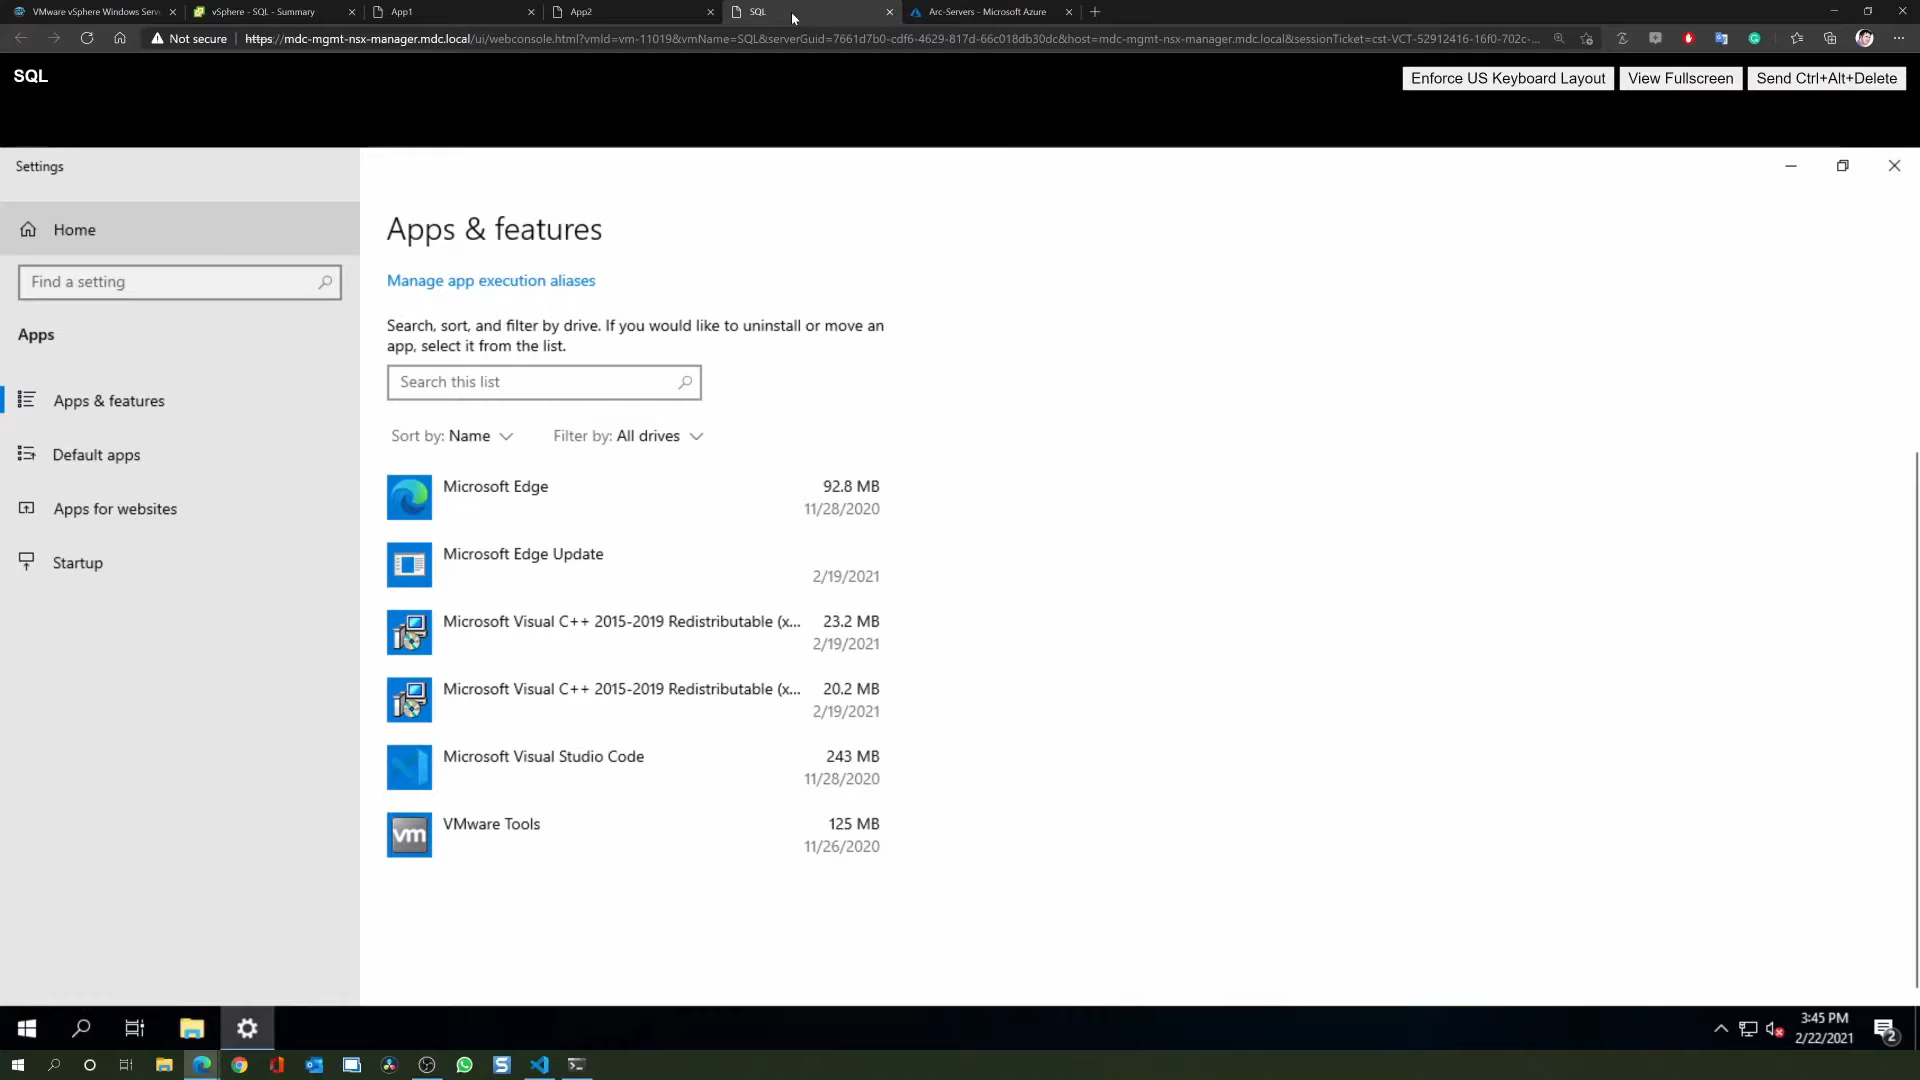 VMware vSphere Windows Serv
vSphere - SQL - Summary
App1
App2
SQL
Arc-Servers - Microsoft Azure
Not secure
https://mdc-mgmt-nsx-manager.mdc.local/ui/webconsole.html?vmId=vm-11019&vmName=SQL&serverGuid=7661d7b0-cdf6-4629-817d-66c018db30dc&host=mdc-mgmt-nsx-manager.mdc.local&sessionTicket=cst-VCT-52912416-16f0-702c-...
SQL
Enforce US Keyboard Layout
View Fullscreen
Send Ctrl+Alt+Delete
Settings
Home
Find a setting
Apps
Apps & features
Default apps
Apps for websites
Startup
Apps & features
Manage app execution aliases
Search, sort, and filter by drive. If you would like to uninstall or move an
app, select it from the list.
Search this list
Sort by: Name
Filter by: All drives
Microsoft Edge 92.8 MB
11/28/2020
Microsoft Edge Update
2/19/2021
Microsoft Visual C++ 2015-2019 Redistributable (x... 23.2 MB
2/19/2021
Microsoft Visual C++ 2015-2019 Redistributable (x... 20.2 MB
2/19/2021
Microsoft Visual Studio Code 243 MB
11/28/2020
vm
VMware Tools 125 MB
11/26/2020
3:45 PM
2/22/2021
2